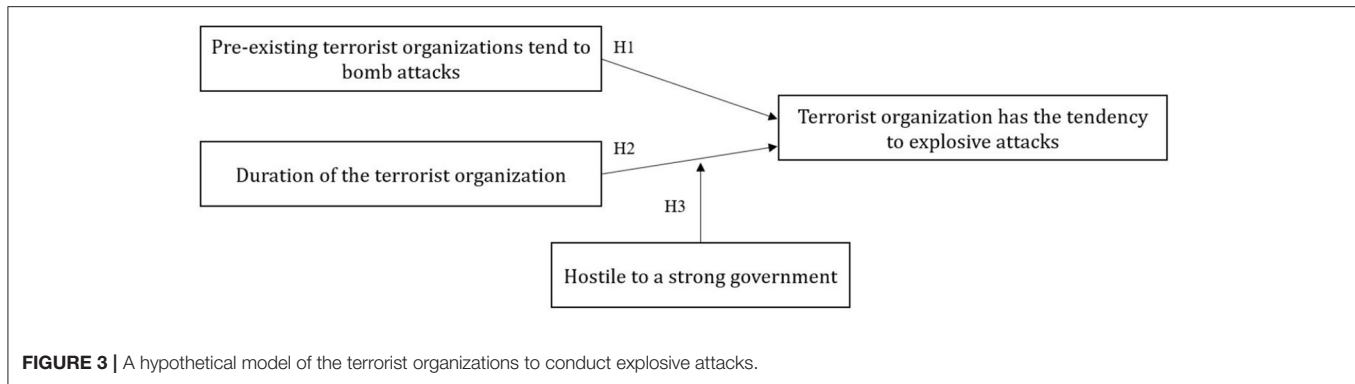 Pre-existing terrorist organizations tend to
bomb attacks
H1
Terrorist organization has the tendency
to explosive attacks
Duration of the terrorist organization
H2
H3
Hostile to a strong government
FIGURE 3 | A hypothetical model of the terrorist organizations to conduct explosive attacks.